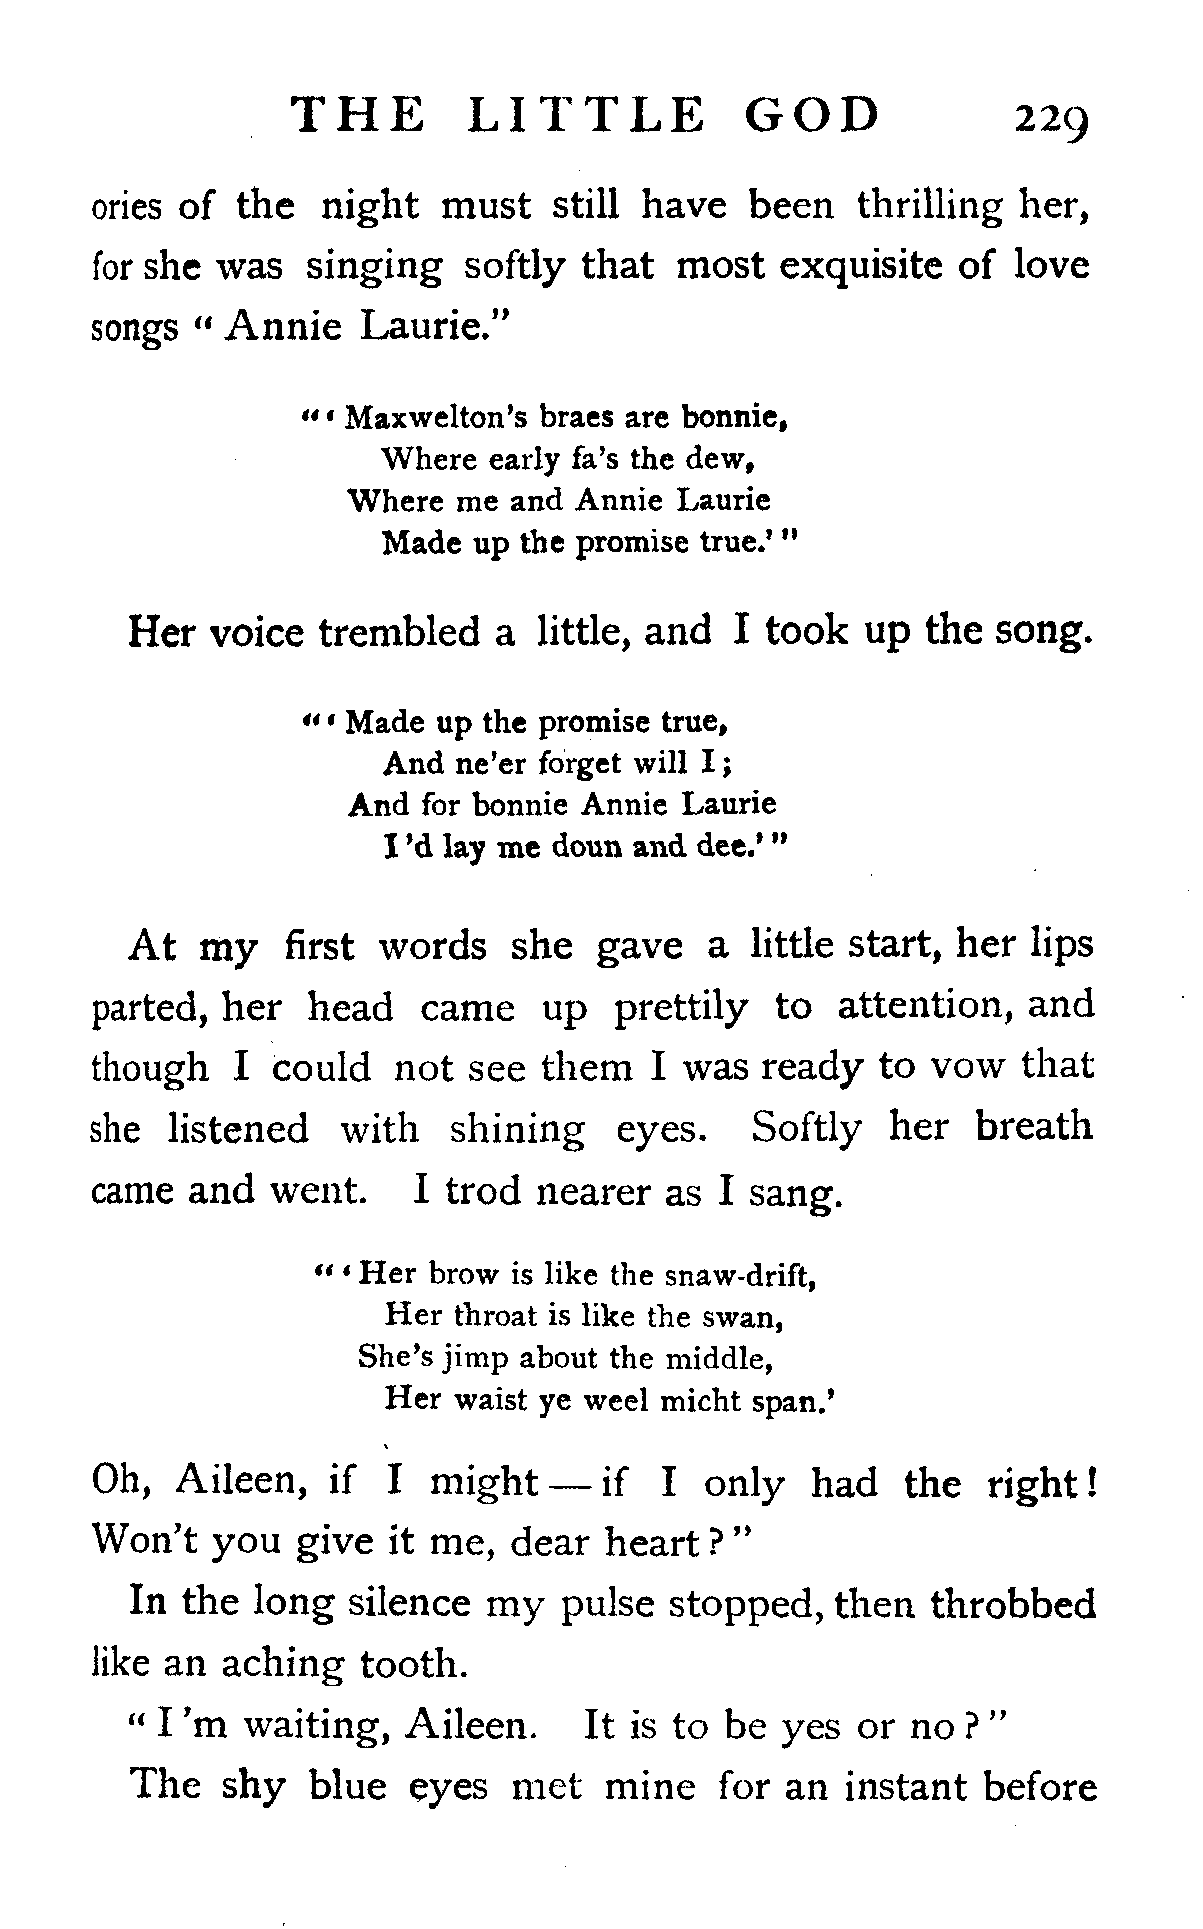 THE LITTLE GOD 229
ories of the night must still have been thrilling her,
for she was singing softly that most exquisite of love
songs “ Annie Laurie.”
“ ‘ Maxwelton’s braes are bonnie,
Where early fa’s the dew,
Where me and Annie Laurie
Made up the promise true.’ ”
Her voice trembled a little, and I took up the song.
“ ‘ Made up the promise true,
And ne’er forget will I ;
And for bonnie Annie Laurie
I ’d lay me doun and dee.’ ”
At my first words she gave a little start, her lips
parted, her head came up prettily to attention, and
though I could not see them I was ready to vow that
she listened with shining eyes. Softly her breath
came and went. I trod nearer as I sang.
“ ‘ Her brow is like the snaw-drift,
Her throat is like the swan,
She’s jimp about the middle,
Her waist ye weel micht span.’
Oh, Aileen, if I might — if I only had the right !
Won’t you give it me, dear heart ? ”
In the long silence my pulse stopped, then throbbed
like an aching tooth.
“ I ’m waiting, Aileen. It is to be yes or no ? ”
The shy blue eyes met mine for an instant before